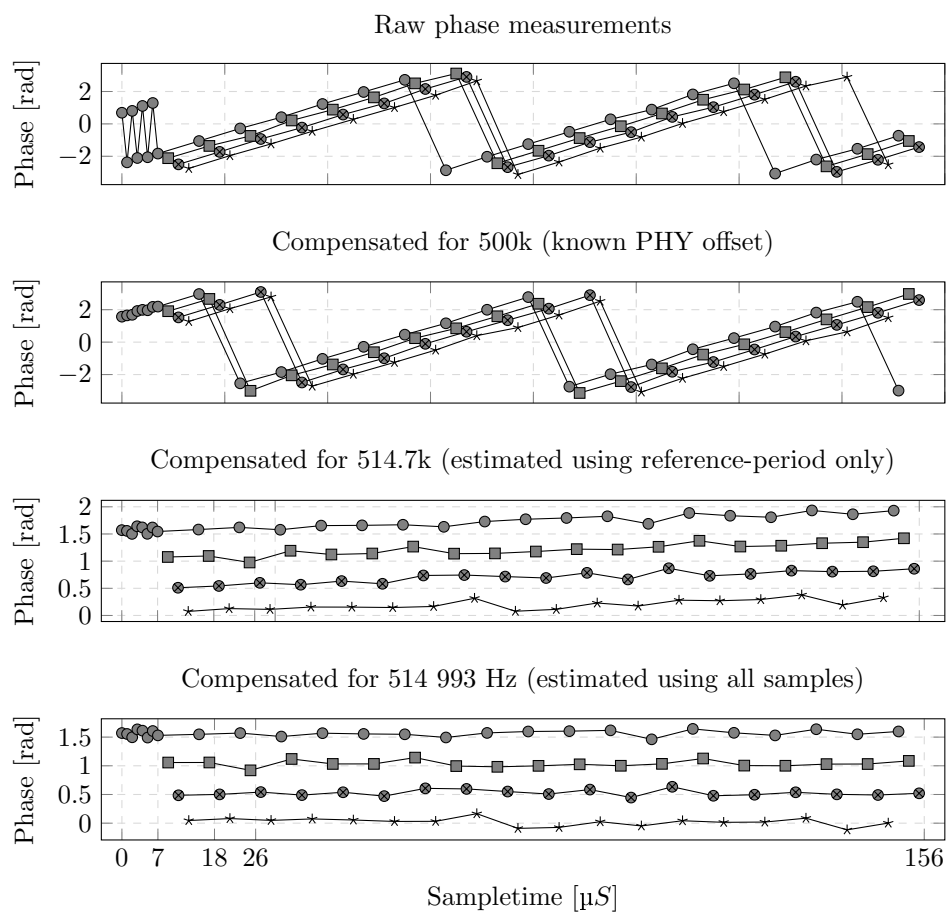 Raw phase measurements
Phase [rad]
2
0
−2
Compensated for 500k (known PHY offset)
Phase [rad]
2
0
−2
Compensated for 514.7k (estimated using reference-period only)
Phase [rad]
2
1.5
1
0.5
0
Compensated for 514 993 Hz (estimated using all samples)
Phase [rad]
1.5
1
0.5
0
0 7 18 26 156
Sampletime [µS]